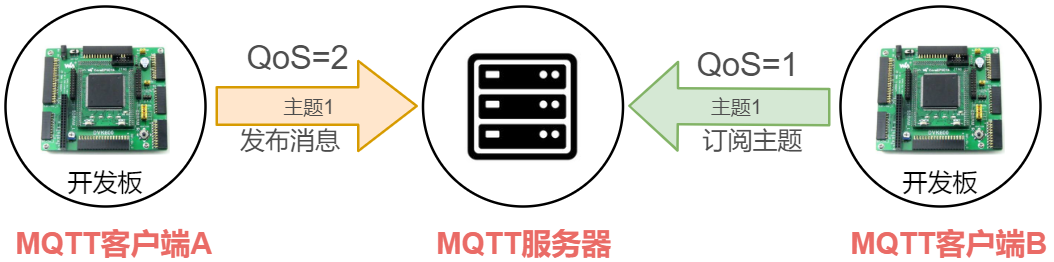 QoS=2
主题1
发布消息
开发板
MQTT客户端A
MQTT服务器
QoS=1
主题1
订阅主题
开发板
MQTT客户端B